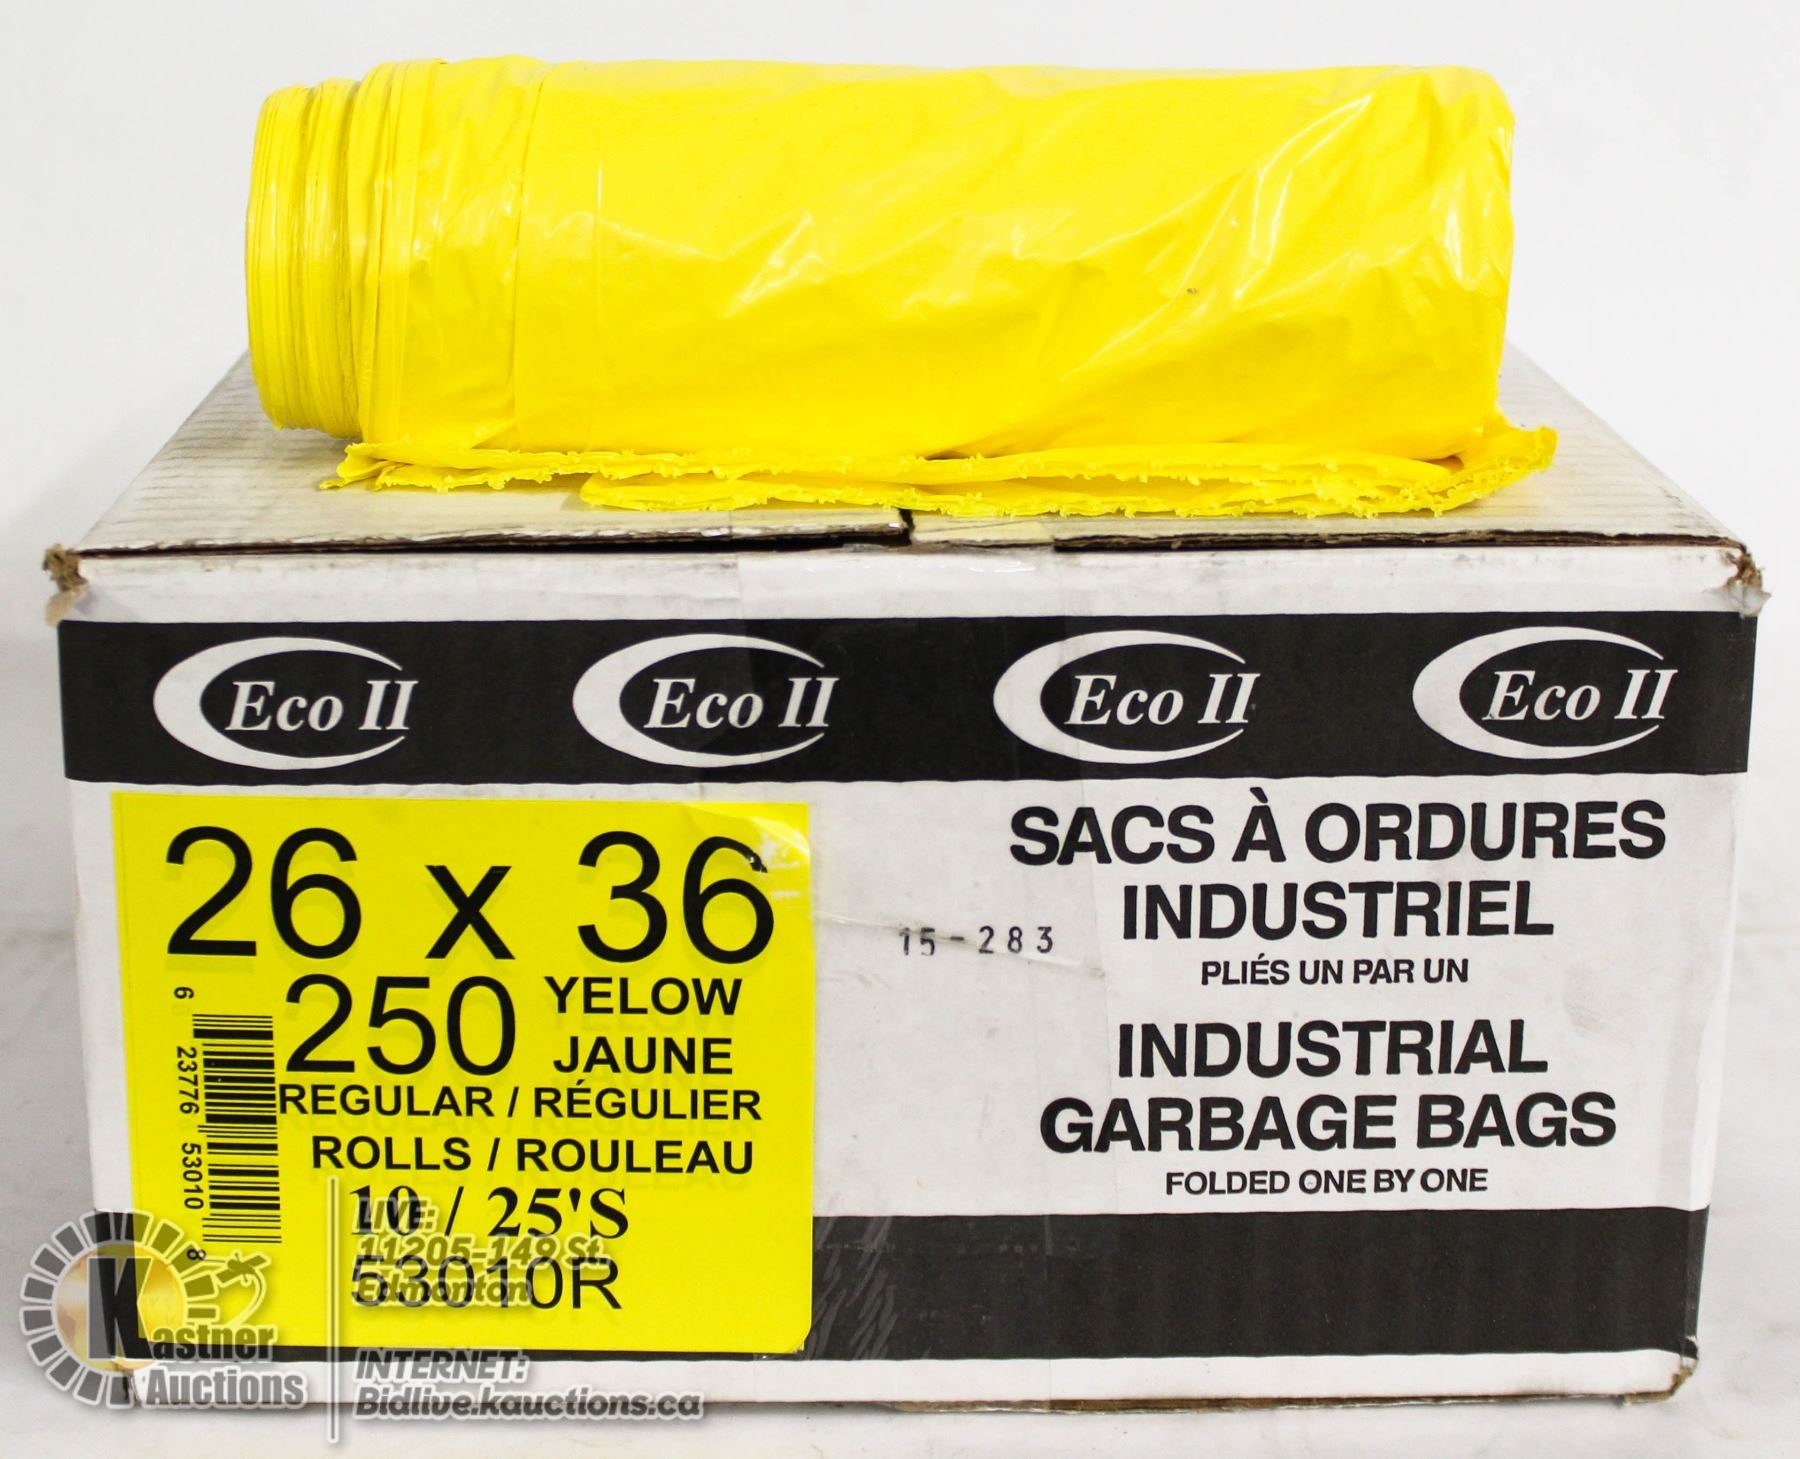 Eco II Eco II Eco II Eco II
26 x 36
250 YELOW
JAUNE
REGULAR / RÉGULIER
ROLLS / ROULEAU
10 / 25'S
53010R
6 23776 53010 8
15-283
SACS À ORDURES
INDUSTRIEL
PLIÉS UN PAR UN
INDUSTRIAL
GARBAGE BAGS
FOLDED ONE BY ONE
Kastner
Auctions
LIVE:
11205-149 St.
Edmonton
INTERNET:
Bidlive.kauctions.ca